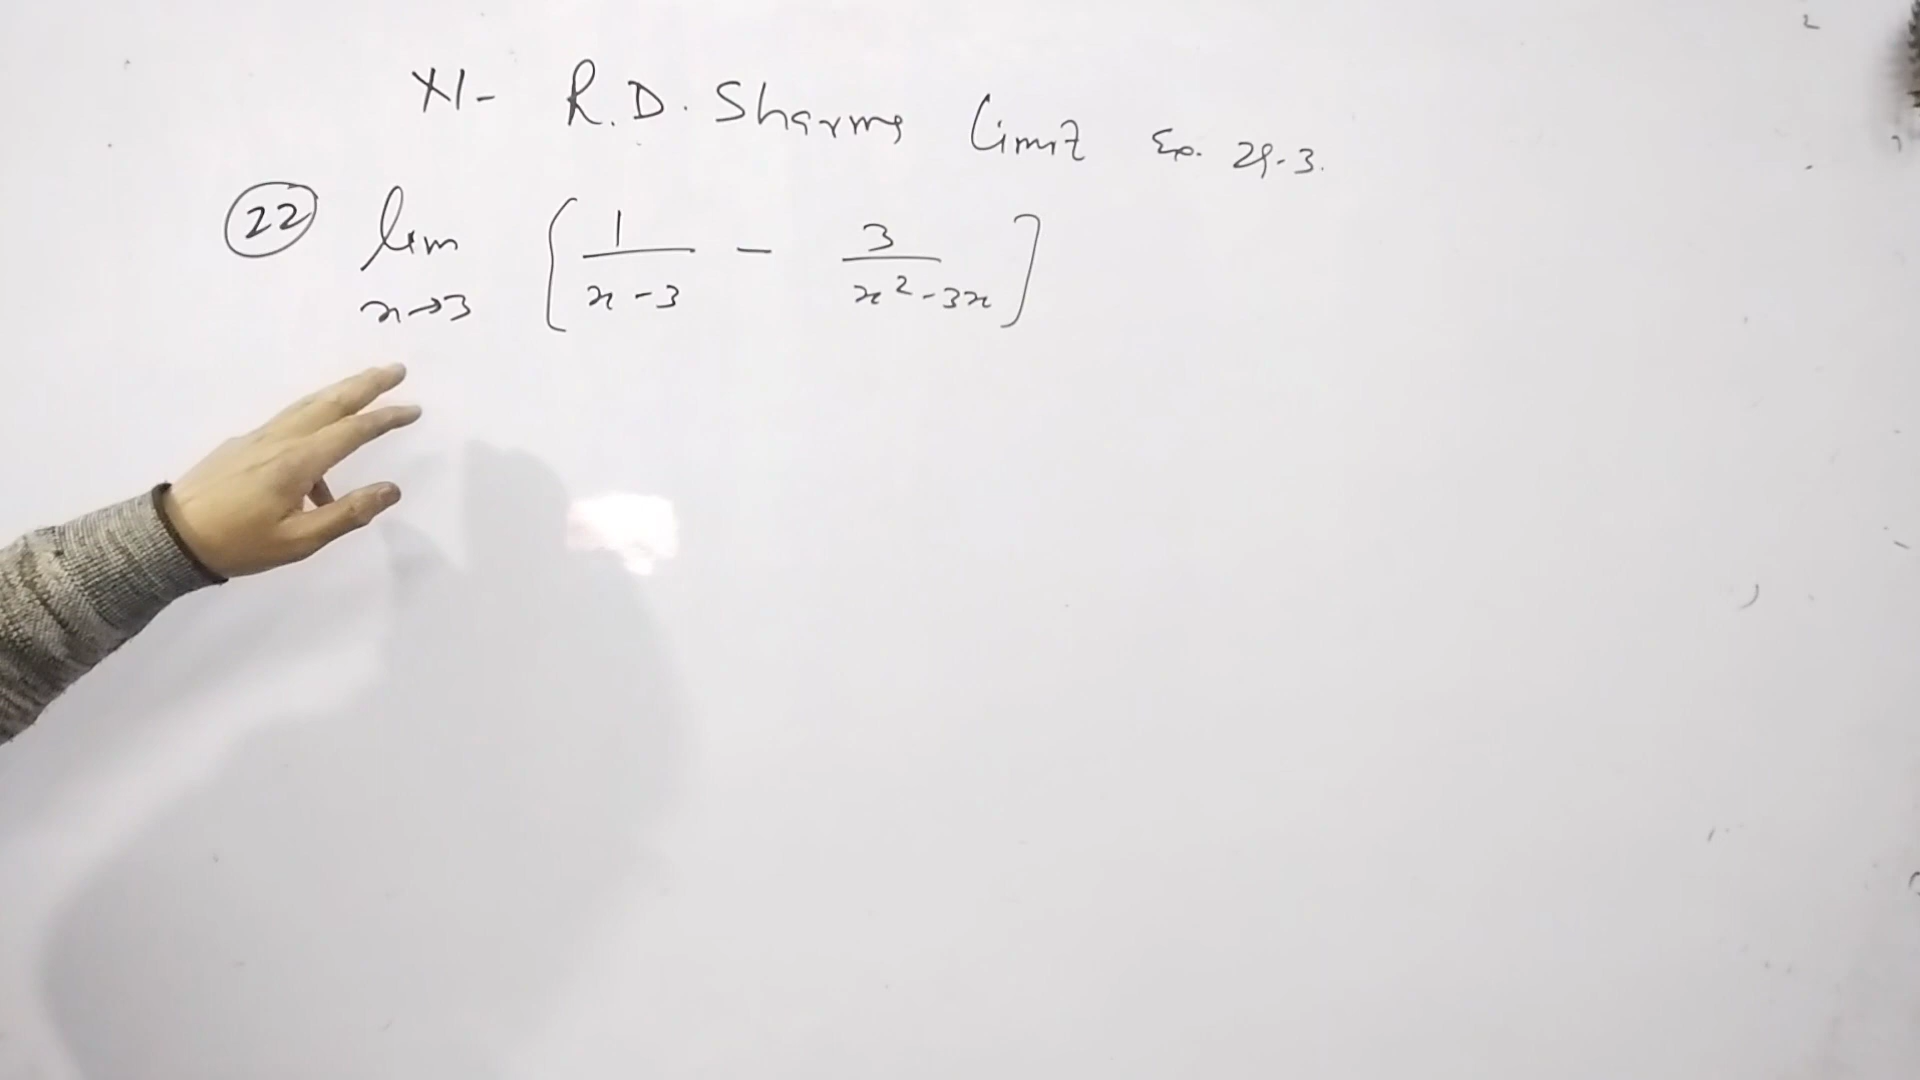 XI- R.D. Sharma Limit Ex. 29.3.
22 lim x→3 [ 1/(x-3) - 3/(x²-3x) ]